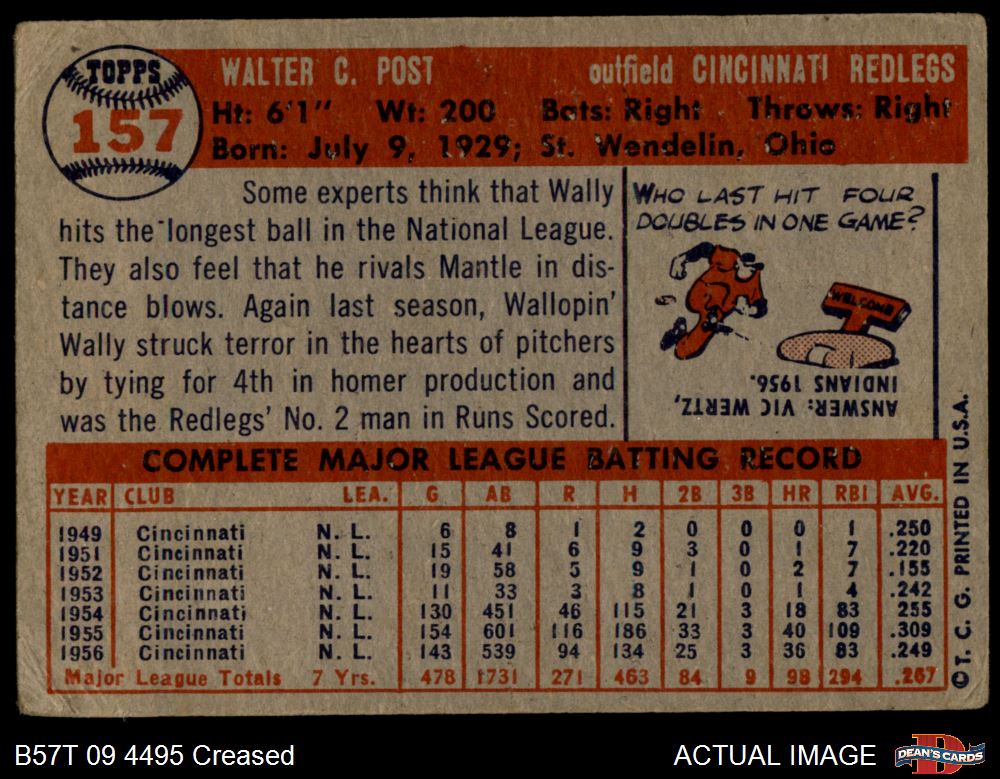 TOPPS
157
WALTER C. POST outfield CINCINNATI REDLEGS
Ht: 6'1" Wt: 200 Bats: Right Throws: Right
Born: July 9, 1929; St. Wendelin, Ohio
Some experts think that Wally
hits the longest ball in the National League.
They also feel that he rivals Mantle in dis-
tance blows. Again last season, Wallopin'
Wally struck terror in the hearts of pitchers
by tying for 4th in homer production and
was the Redlegs' No. 2 man in Runs Scored.
WHO LAST HIT FOUR
DOUBLES IN ONE GAME?
WELCOME
ANSWER: VIC WERTZ,
INDIANS 1956.
COMPLETE MAJOR LEAGUE BATTING RECORD
YEAR CLUB LEA. G AB R H 2B 3B HR RBI AVG.
1949 Cincinnati N. L. 6 8 1 2 0 0 0 1 .250
1951 Cincinnati N. L. 15 41 6 9 3 0 1 7 .220
1952 Cincinnati N. L. 19 58 5 9 1 0 2 7 .155
1953 Cincinnati N. L. 11 33 3 8 1 0 1 4 .242
1954 Cincinnati N. L. 130 451 46 115 21 3 18 83 .255
1955 Cincinnati N. L. 154 601 116 186 33 3 40 109 .309
1956 Cincinnati N. L. 143 539 94 134 25 3 36 83 .249
Major League Totals 7 Yrs. 478 1731 271 463 84 9 98 294 .267
©T. C. G. PRINTED IN U.S.A.
B57T 09 4495 Creased
ACTUAL IMAGE
D
DEAN'S CARDS